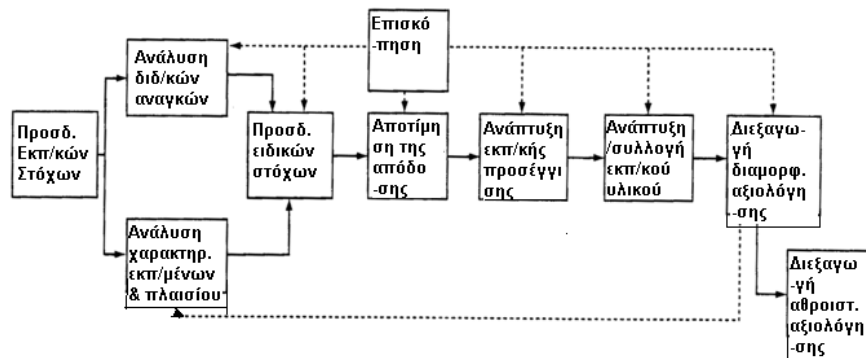 Επισκό
-πηση
Ανάλυση
διδ/κών
αναγκών
Προσδ.
Εκπ/κών
Στόχων
Προσδ.
ειδικών
στόχων
Αποτίμη
ση της
απόδο
-σης
Ανάπτυξη
εκπ/κής
προσέγγι
σης
Ανάπτυξη
/συλλογή
εκπ/κού
υλικού
Διεξαγω-
γή
διαμορφ.
αξιολόγη
-σης
Ανάλυση
χαρακτηρ.
εκπ/μένων
& πλαισίου
Διεξαγω
-γή
αθροιστ.
αξιολόγη
-σης